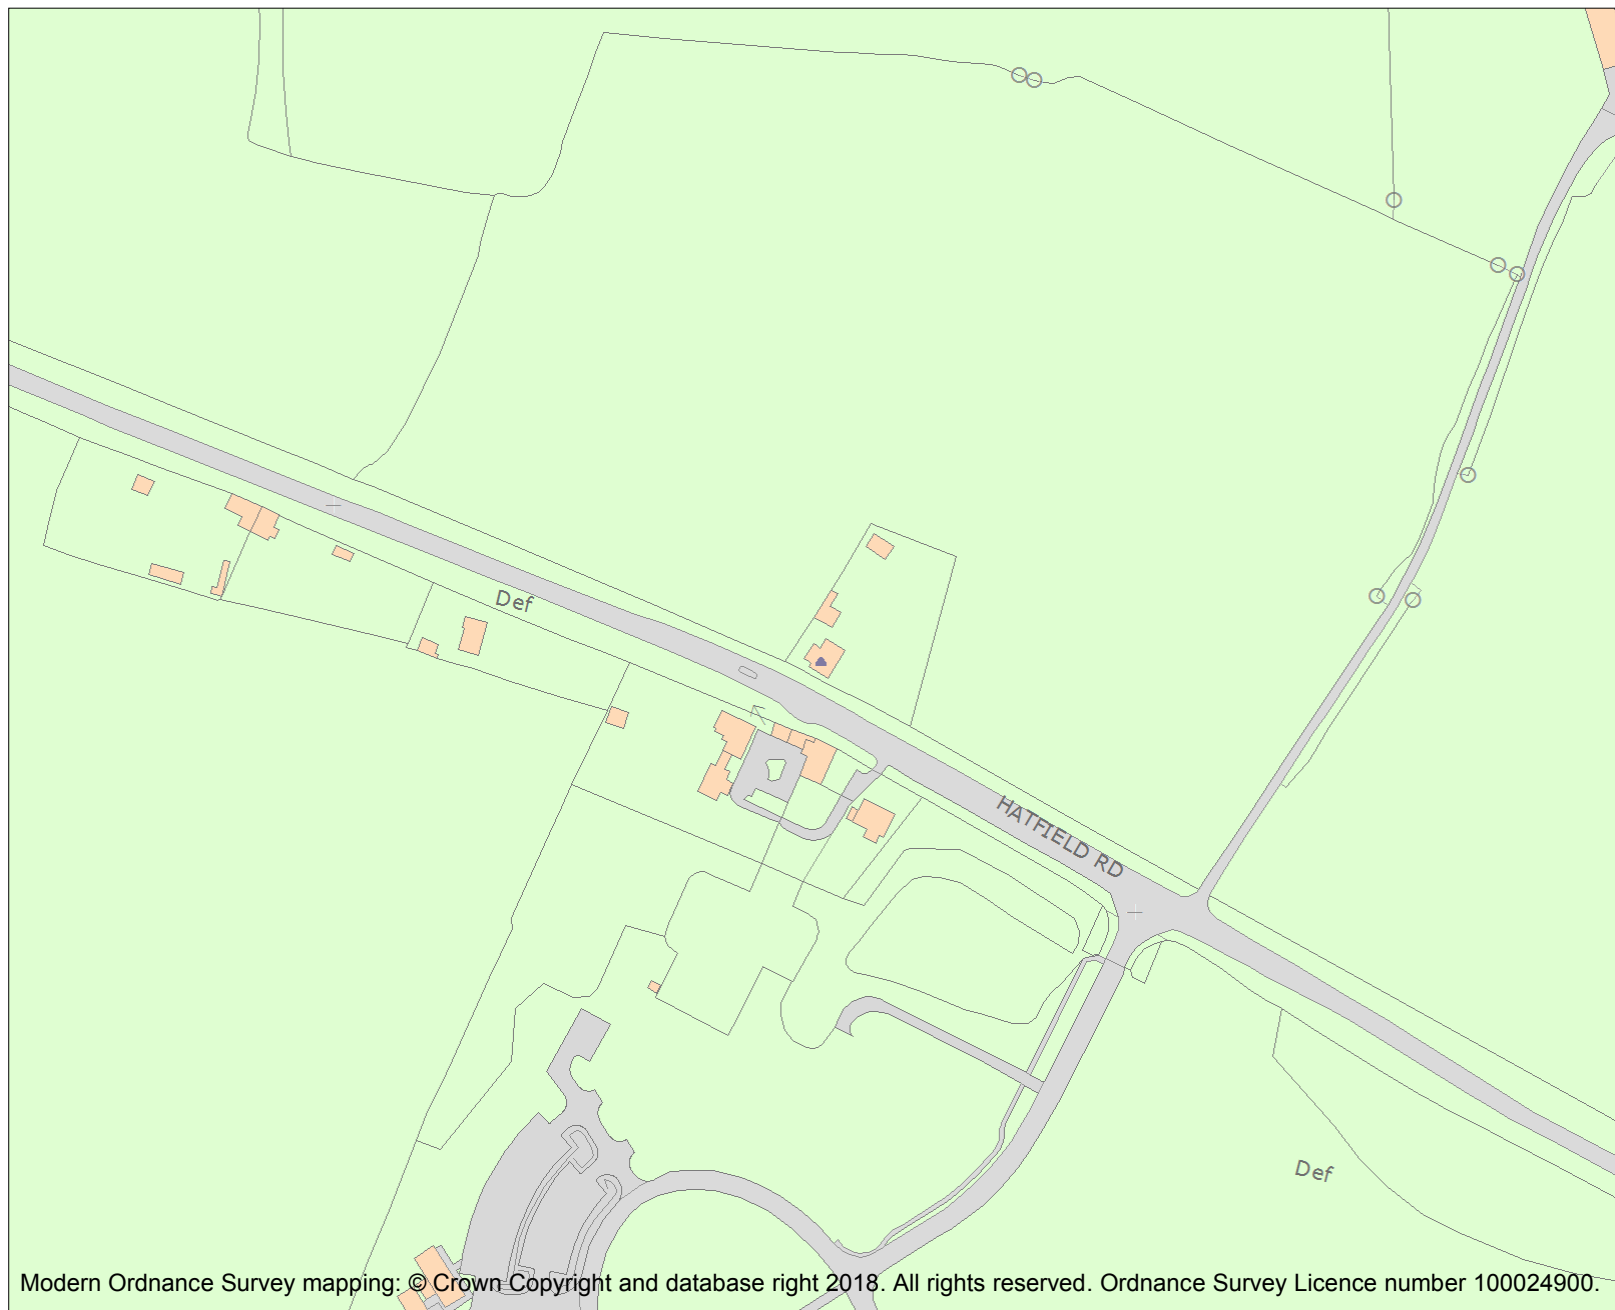 Def
HATFIELD RD
Def
Modern Ordnance Survey mapping: © Crown Copyright and database right 2018. All rights reserved. Ordnance Survey Licence number 100024900.